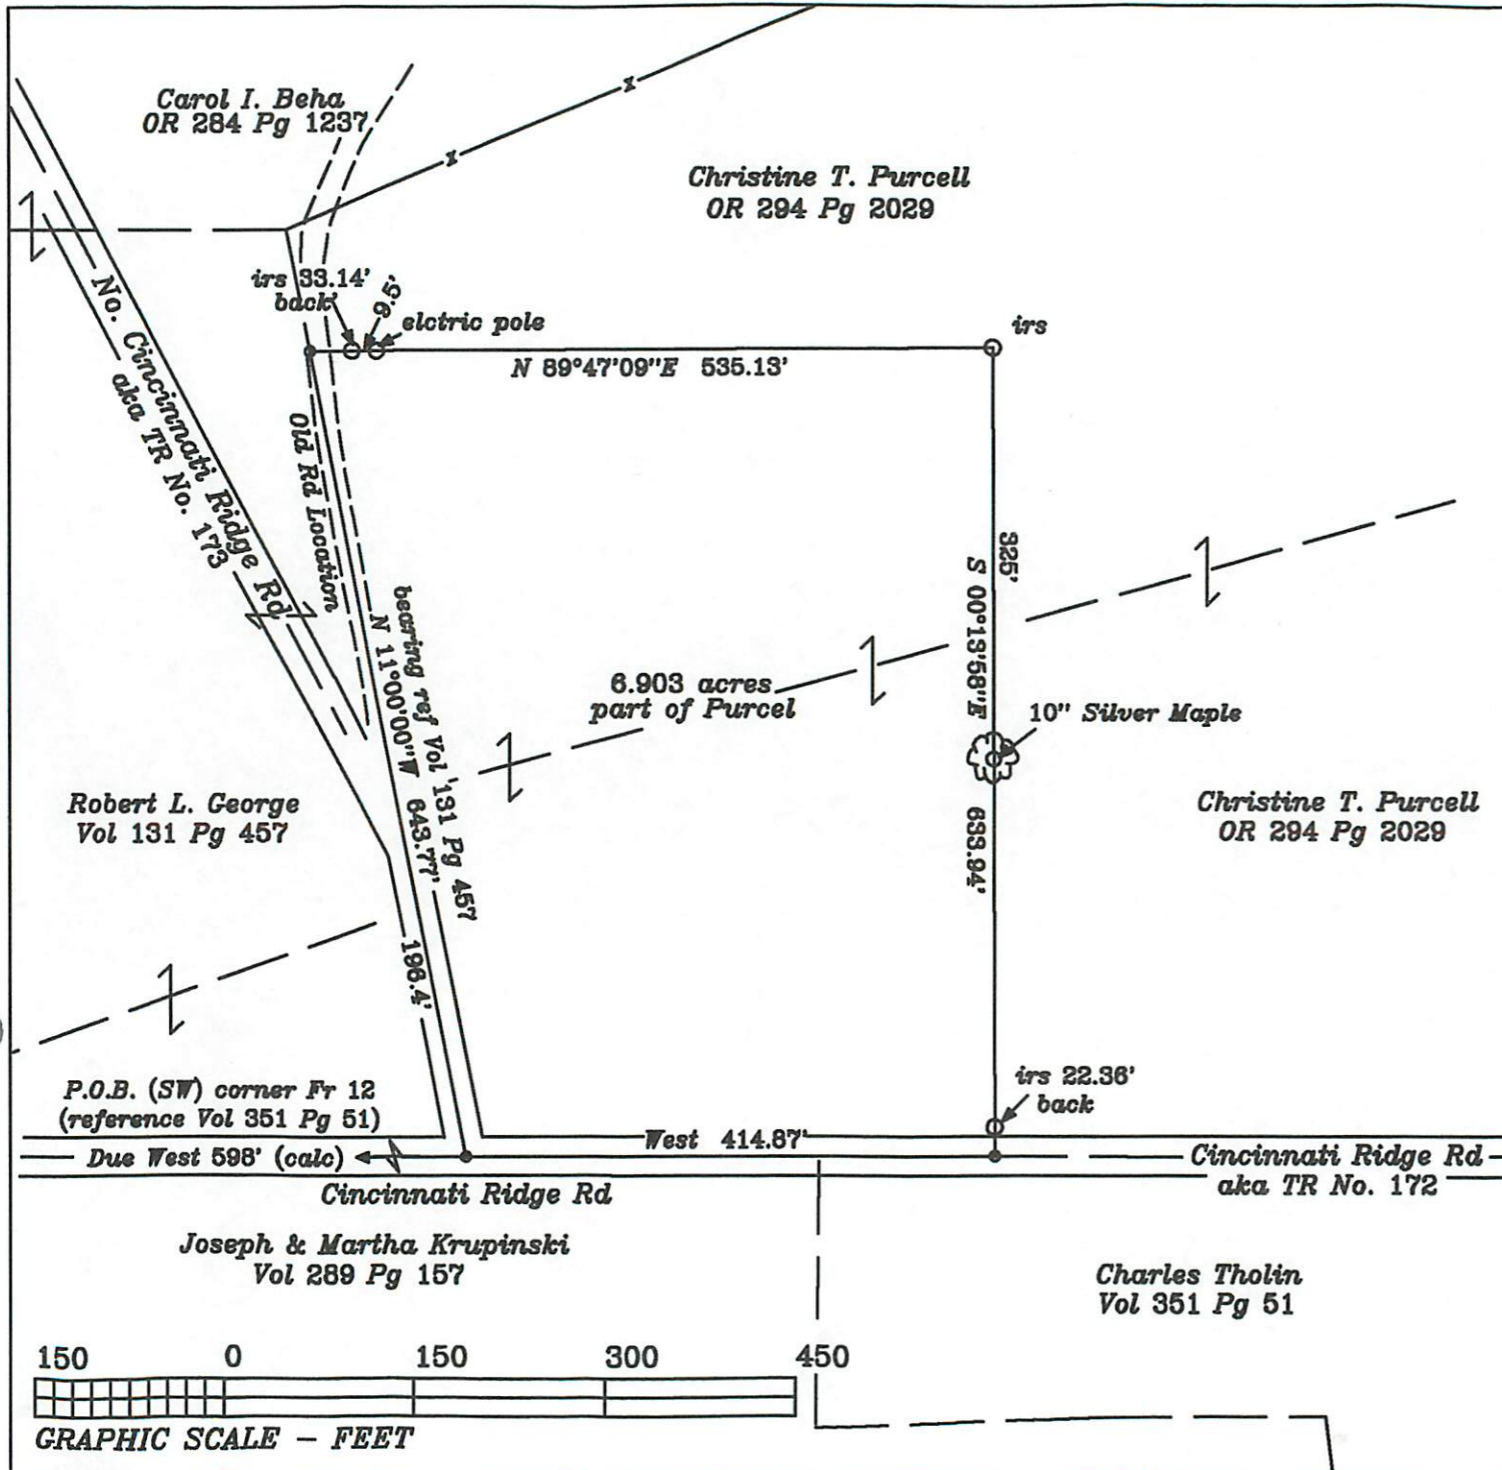 Carol I. Beha
OR 284 Pg 1237
Christine T. Purcell
OR 294 Pg 2029
irs 33.14'
back
9.5'
elctric pole
irs
N 89°47'09"E 535.13'
No. Cincinnati Ridge Rd
aka TR No. 173
Old Rd Location
bearing ref Vol 131 Pg 457
N 11°00'00"W 643.77'
325'
S 00°13'58"E
633.94'
6.903 acres
part of Purcel
10" Silver Maple
Robert L. George
Vol 131 Pg 457
Christine T. Purcell
OR 294 Pg 2029
196.4'
P.O.B. (SW) corner Fr 12
(reference Vol 351 Pg 51)
irs 22.36'
back
Due West 598' (calc)
West 414.87'
Cincinnati Ridge Rd
aka TR No. 172
Cincinnati Ridge Rd
Joseph & Martha Krupinski
Vol 289 Pg 157
Charles Tholin
Vol 351 Pg 51
150 0 150 300 450
GRAPHIC SCALE - FEET